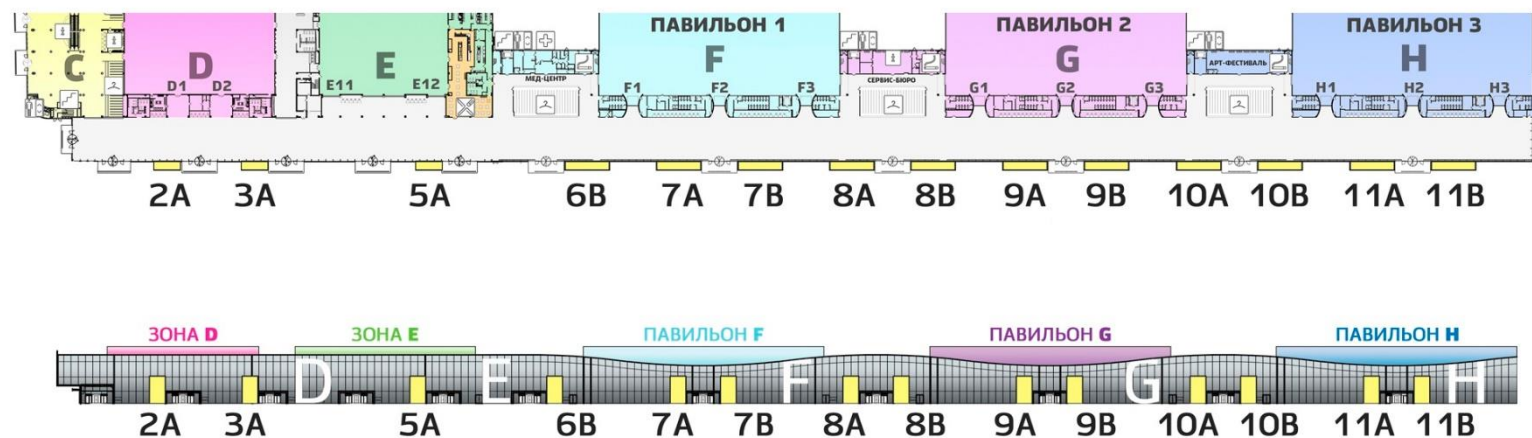 ПАВИЛЬОН 1 ПАВИЛЬОН 2 ПАВИЛЬОН 3
C D E F G H
МЕД-ЦЕНТР СЕРВИС-БЮРО АРТ-ФЕСТИВАЛЬ
D1 D2 E11 E12 F1 F2 F3 G1 G2 G3 H1 H2 H3
2A 3A 5A 6B 7A 7B 8A 8B 9A 9B 10A 10B 11A 11B
ЗОНА D ЗОНА E ПАВИЛЬОН F ПАВИЛЬОН G ПАВИЛЬОН H
D E F G H
2A 3A 5A 6B 7A 7B 8A 8B 9A 9B 10A 10B 11A 11B